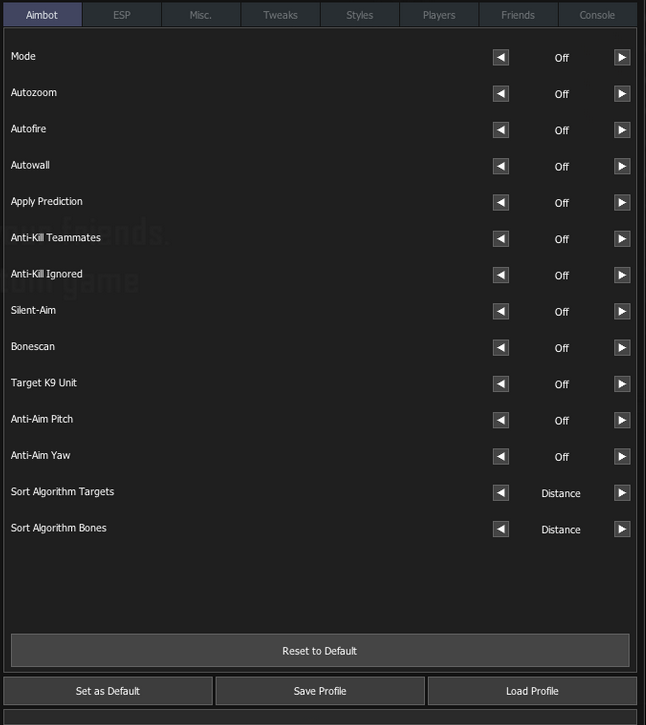 Aimbot ESP Misc. Tweaks Styles Players Friends Console
Mode Off
Autozoom Off
Autofire Off
Autowall Off
Apply Prediction Off
friends.
Anti-Kill Teammates Off
Anti-Kill Ignored Off
game
Silent-Aim Off
Bonescan Off
Target K9 Unit Off
Anti-Aim Pitch Off
Anti-Aim Yaw Off
Sort Algorithm Targets Distance
Sort Algorithm Bones Distance
Reset to Default
Set as Default Save Profile Load Profile